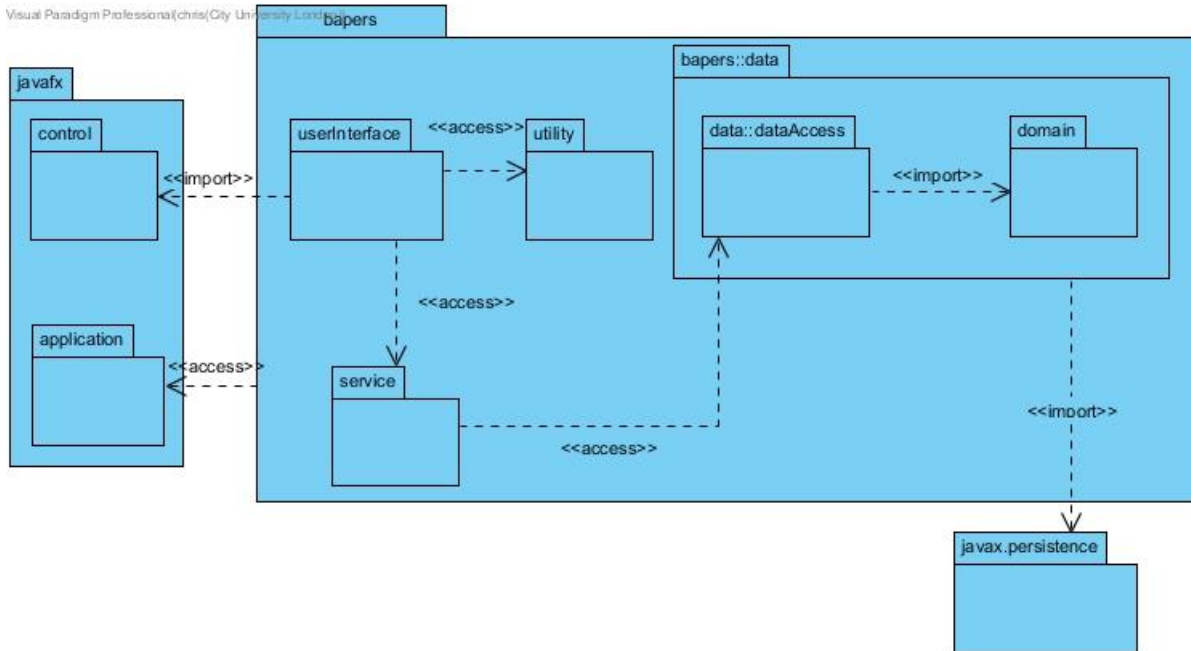 Visual Paradigm Professional(chris(City University London))
bapers
bapers::data
javafx
control
userInterface
<<access>>
utility
data::dataAccess
domain
<<import>>
<<import>>
<<access>>
application
<<access>>
service
<<access>>
<<import>>
javax.persistence